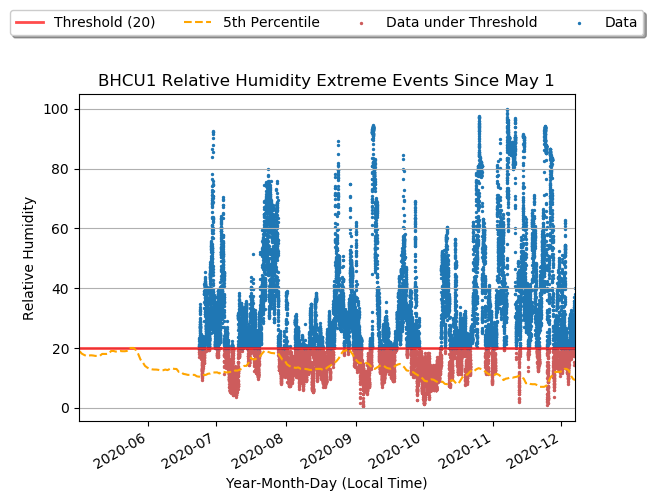 Threshold (20) 5th Percentile Data under Threshold Data
BHCU1 Relative Humidity Extreme Events Since May 1
100
80
60
40
20
0
Relative Humidity
2020-06 2020-07 2020-08 2020-09 2020-10 2020-11 2020-12
Year-Month-Day (Local Time)